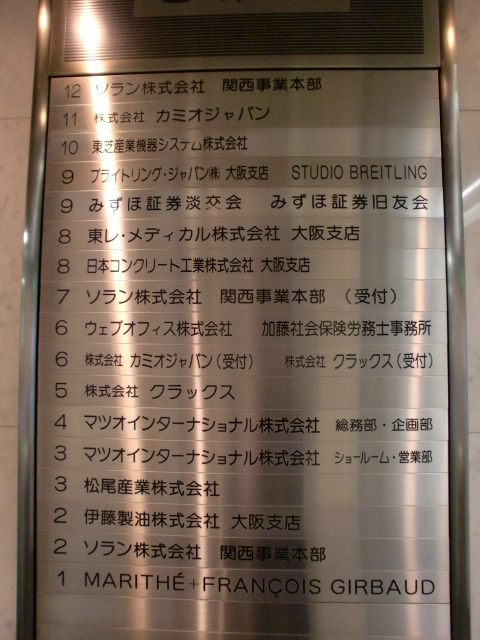 12 ソラン株式会社 関西事業本部
11 株式会社 カミオジャパン
10 東芝産業機器システム株式会社
9 ブライトリング・ジャパン㈱ 大阪支店 STUDIO BREITLING
9 みずほ証券淡交会 みずほ証券旧友会
8 東レ・メディカル株式会社 大阪支店
8 日本コンクリート工業株式会社 大阪支店
7 ソラン株式会社 関西事業本部 (受付)
6 ウェブオフィス株式会社 加藤社会保険労務士事務所
6 株式会社 カミオジャパン(受付) 株式会社 クラックス(受付)
5 株式会社 クラックス
4 マツオインターナショナル株式会社 総務部・企画部
3 マツオインターナショナル株式会社 ショールーム・営業部
3 松尾産業株式会社
2 伊藤製油株式会社 大阪支店
2 ソラン株式会社 関西事業本部
1 MARITHÉ+FRANÇOIS GIRBAUD